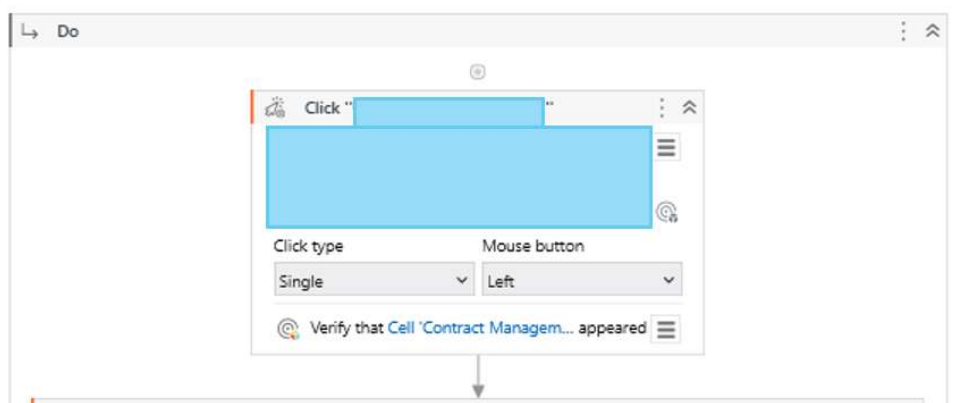 Do
Click " "
Click type Mouse button
Single Left
Verify that Cell 'Contract Managem... appeared